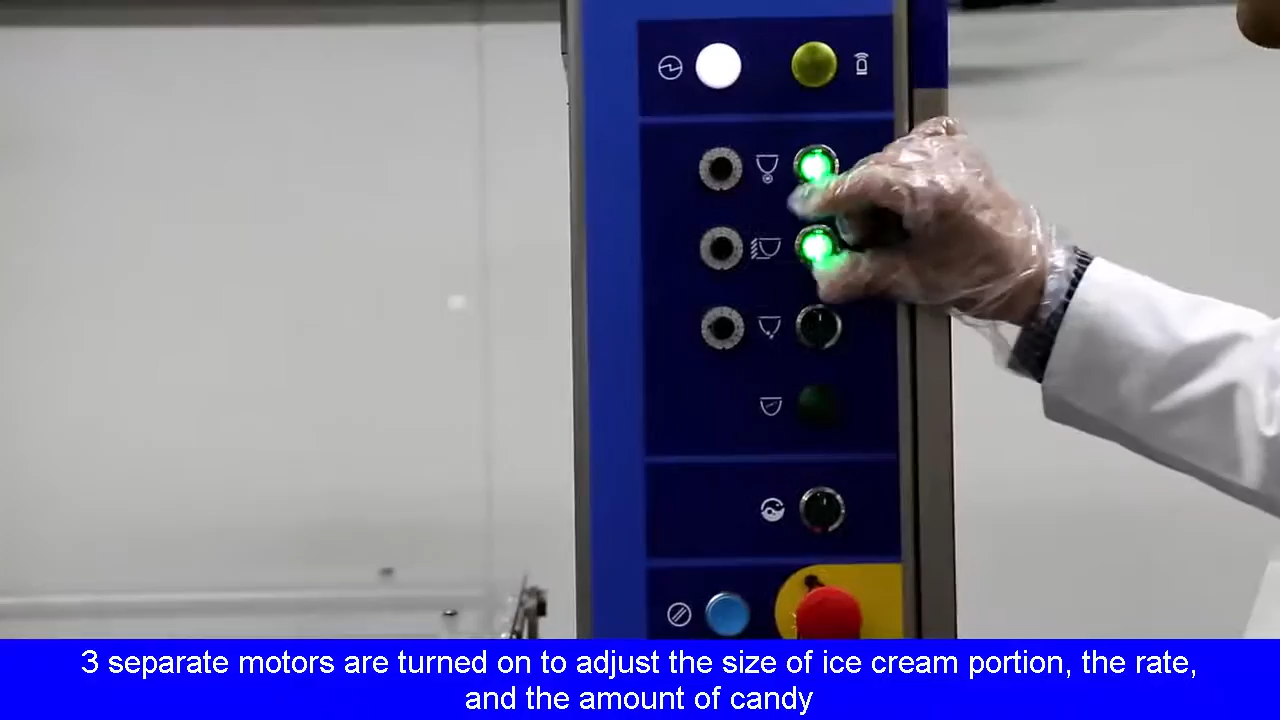 3 separate motors are turned on to adjust the size of ice cream portion, the rate,
and the amount of candy